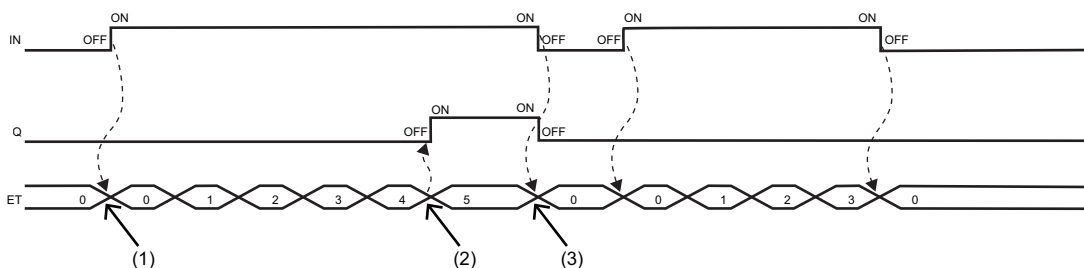 ON ON ON ON
IN OFF OFF OFF OFF
ON ON
Q OFF OFF
ET 0 0 1 2 3 4 5 0 0 1 2 3 0
(1) (2) (3)